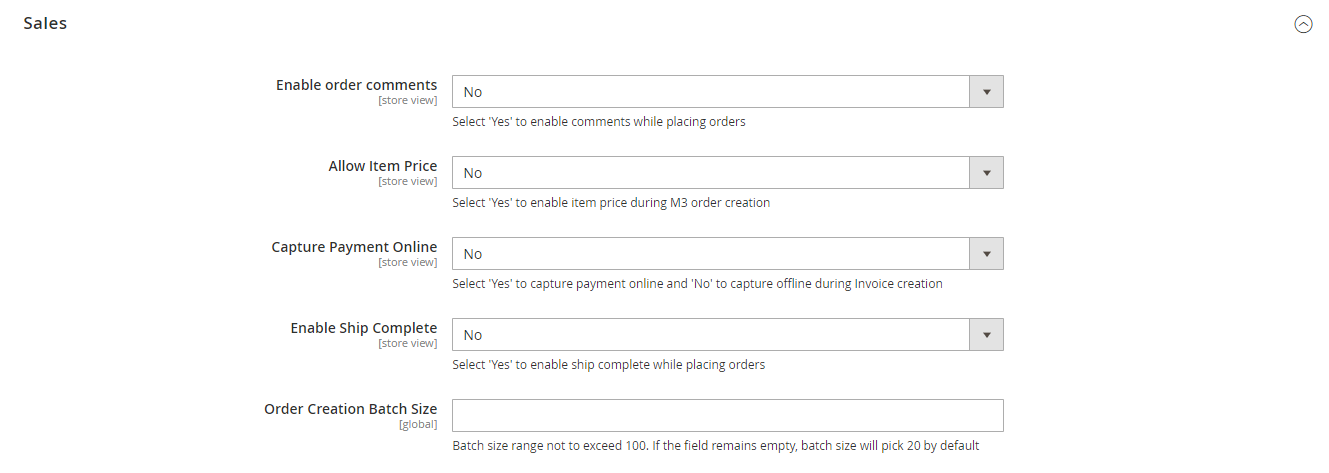 Sales
Enable order comments
[store view]
No
Select 'Yes' to enable comments while placing orders
Allow Item Price
[store view]
No
Select 'Yes' to enable item price during M3 order creation
Capture Payment Online
[store view]
No
Select 'Yes' to capture payment online and 'No' to capture offline during Invoice creation
Enable Ship Complete
[store view]
No
Select 'Yes' to enable ship complete while placing orders
Order Creation Batch Size
[global]
Batch size range not to exceed 100. If the field remains empty, batch size will pick 20 by default